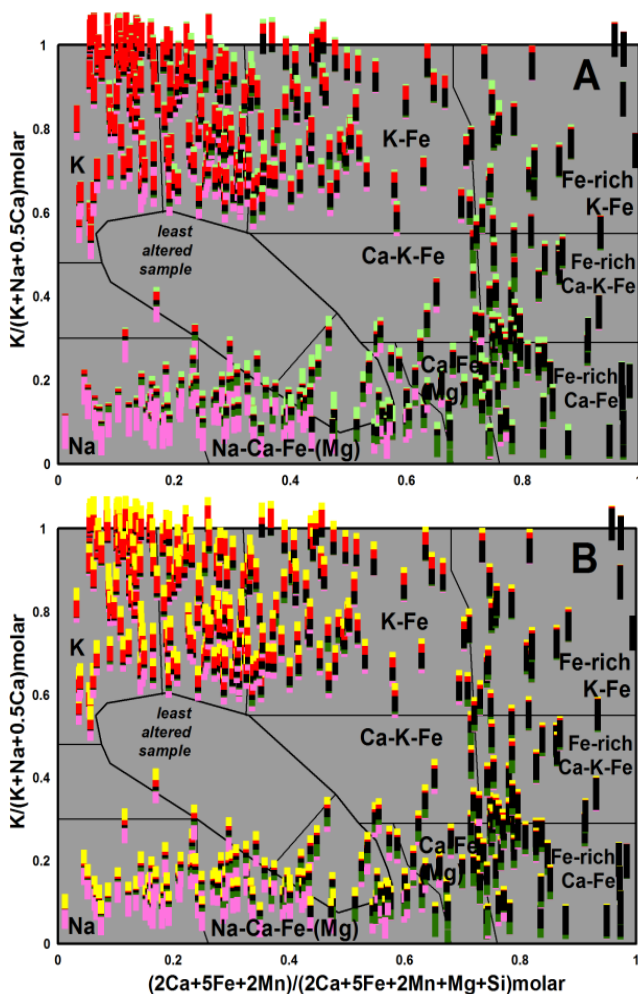 A
K/(K+Na+0.5Ca)molar
1
0.8
0.6
0.4
0.2
0
K
K-Fe
Fe-rich
K-Fe
least
altered
sample
Ca-K-Fe
Fe-rich
Ca-K-Fe
Ca-Fe
(Mg)
Fe-rich
Ca-Fe
Na
Na-Ca-Fe-(Mg)
0
0.2
0.4
0.6
0.8
1
B
K/(K+Na+0.5Ca)molar
1
0.8
0.6
0.4
0.2
0
K
K-Fe
Fe-rich
K-Fe
least
altered
sample
Ca-K-Fe
Fe-rich
Ca-K-Fe
Ca-Fe
(Mg)
Fe-rich
Ca-Fe
Na
Na-Ca-Fe-(Mg)
0
0.2
0.4
0.6
0.8
1
(2Ca+5Fe+2Mn)/(2Ca+5Fe+2Mn+Mg+Si)molar